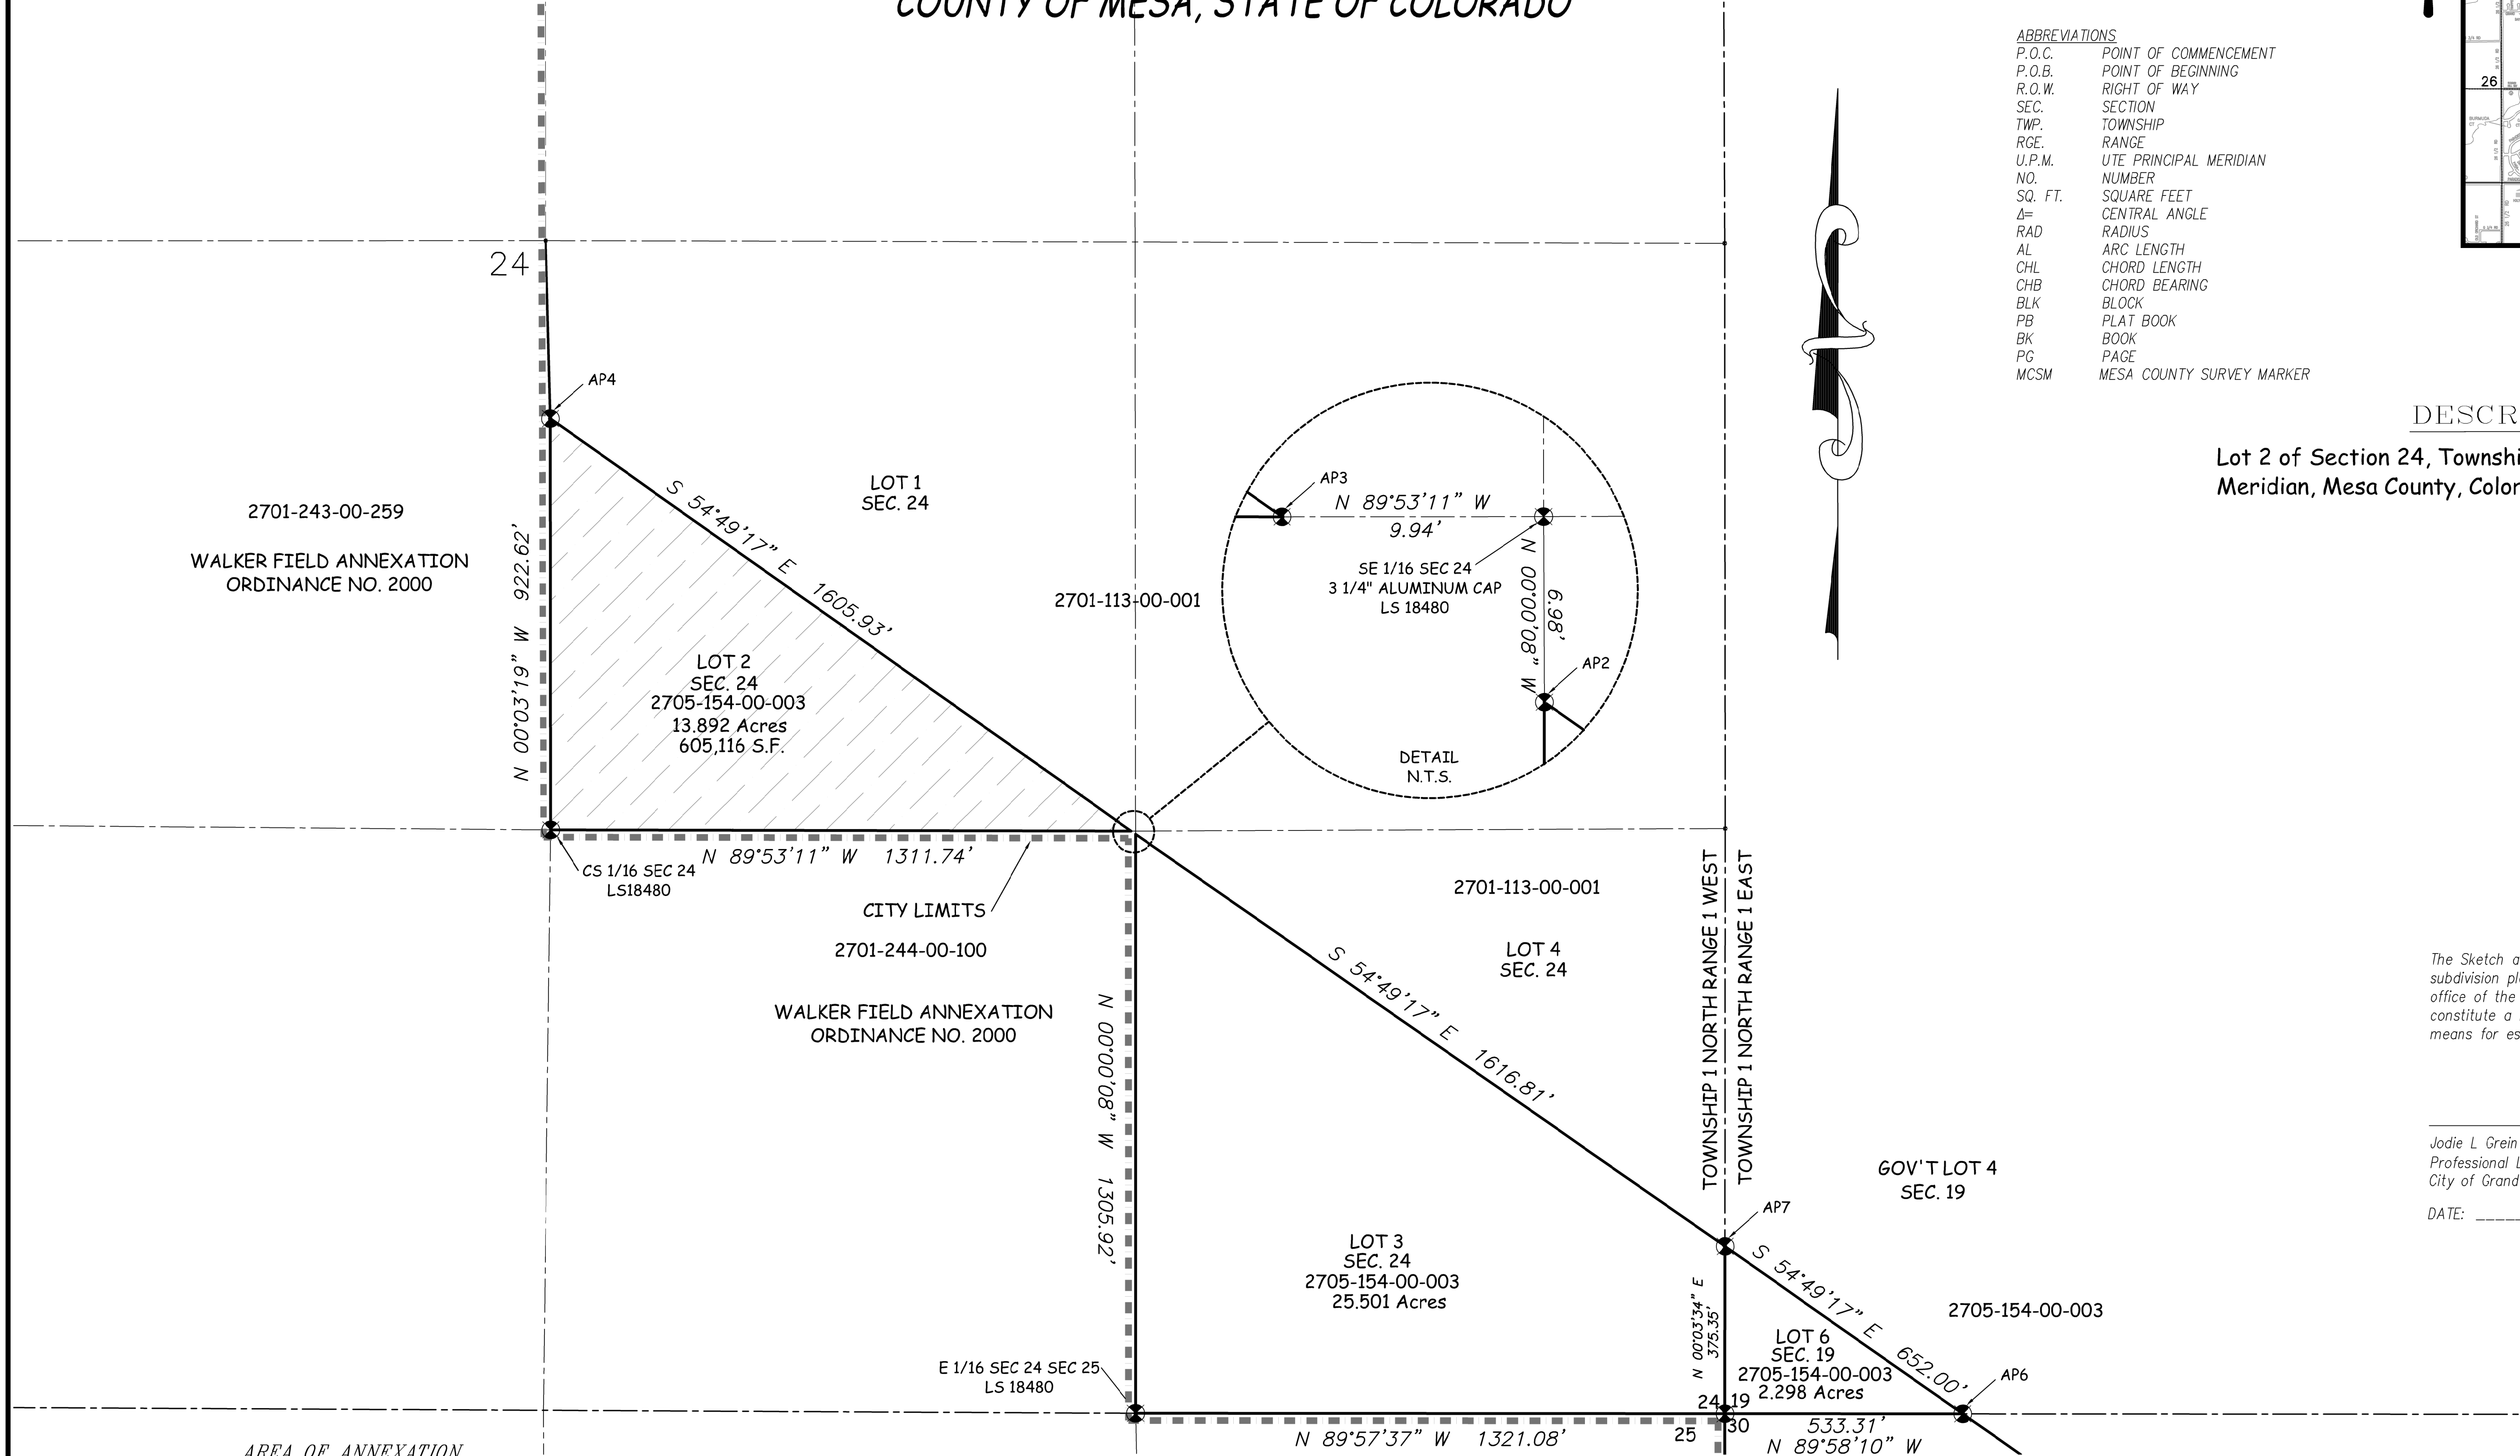 COUNTY OF MESA, STATE OF COLORADO
ABBREVIATIONS
P.O.C. POINT OF COMMENCEMENT
P.O.B. POINT OF BEGINNING
R.O.W. RIGHT OF WAY
SEC. SECTION
TWP. TOWNSHIP
RGE. RANGE
U.P.M. UTE PRINCIPAL MERIDIAN
NO. NUMBER
SQ. FT. SQUARE FEET
Δ= CENTRAL ANGLE
RAD RADIUS
AL ARC LENGTH
CHL CHORD LENGTH
CHB CHORD BEARING
BLK BLOCK
PB PLAT BOOK
BK BOOK
PG PAGE
MCSM MESA COUNTY SURVEY MARKER
26
DESCR
Lot 2 of Section 24, Townshi
Meridian, Mesa County, Color
24
AP4
2701-243-00-259
WALKER FIELD ANNEXATION
ORDINANCE NO. 2000
N 00°03'19" W 922.62'
S 54°49'17" E 1605.93'
LOT 1
SEC. 24
2701-113-00-001
LOT 2
SEC. 24
2705-154-00-003
13.892 Acres
605,116 S.F.
AP3
N 89°53'11" W
9.94'
SE 1/16 SEC 24
3 1/4" ALUMINUM CAP
LS 18480
N 00°00'08" W
6.98'
AP2
DETAIL
N.T.S.
N 89°53'11" W 1311.74'
CS 1/16 SEC 24
LS18480
CITY LIMITS
2701-244-00-100
WALKER FIELD ANNEXATION
ORDINANCE NO. 2000
N 00°00'08" W 1305.92'
2701-113-00-001
LOT 4
SEC. 24
S 54°49'17" E 1616.81'
TOWNSHIP 1 NORTH RANGE 1 WEST
TOWNSHIP 1 NORTH RANGE 1 EAST
GOV'T LOT 4
SEC. 19
AP7
LOT 3
SEC. 24
2705-154-00-003
25.501 Acres
N 00°03'34" E
375.35'
S 54°49'17" E 652.00'
2705-154-00-003
LOT 6
SEC. 19
2705-154-00-003
2.298 Acres
AP6
E 1/16 SEC 24 SEC 25
LS 18480
24 19
25 30
N 89°57'37" W 1321.08'
533.31'
N 89°58'10" W
AREA OF ANNEXATION
The Sketch a
subdivision pl
office of the
constitute a
means for es
Jodie L Grein
Professional L
City of Grand
DATE: